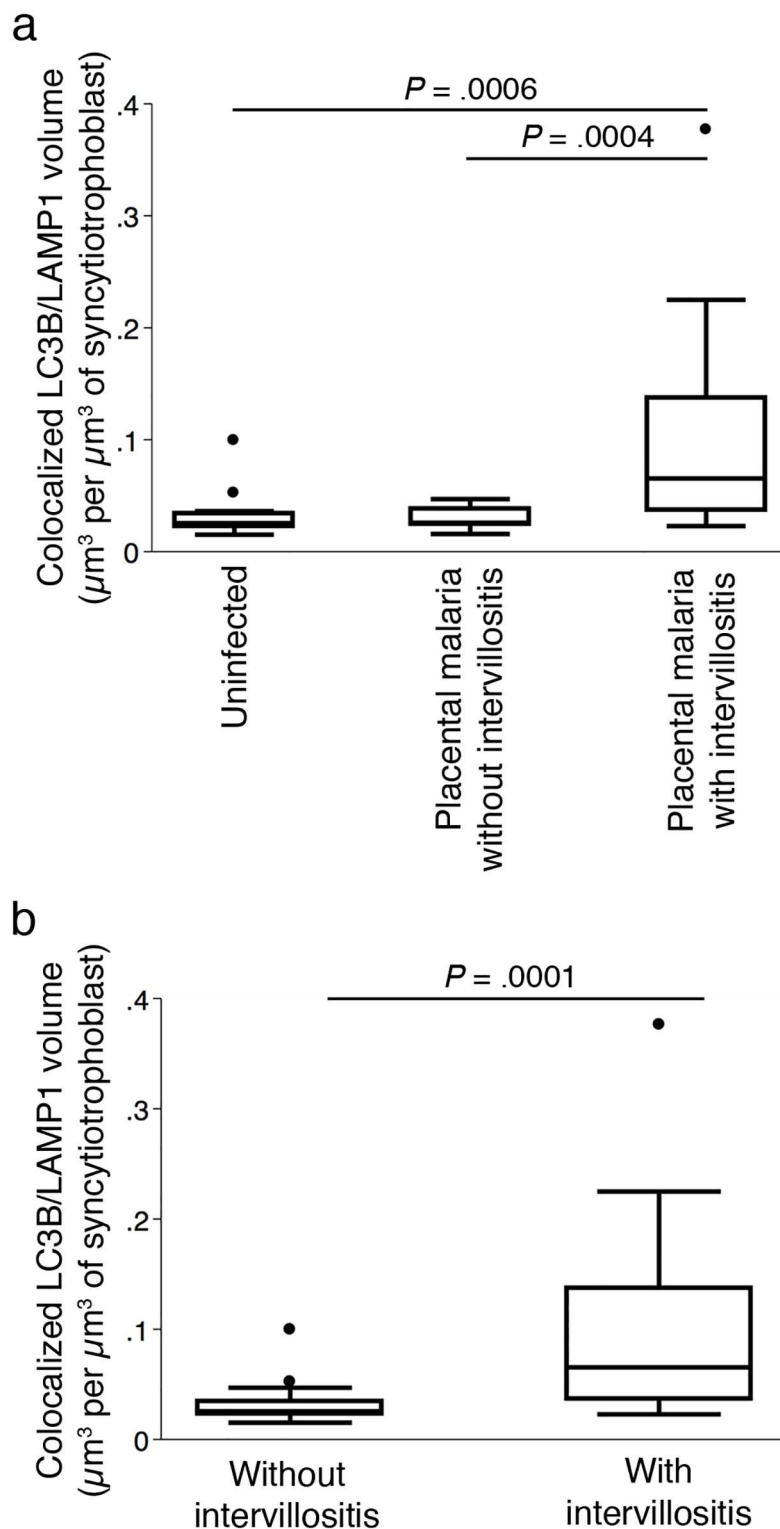 a
Colocalized LC3B/LAMP1 volume
(μm³ per μm³ of syncytiotrophoblast)
.4
.3
.2
.1
0
P = .0006
P = .0004
Uninfected
Placental malaria
without intervillositis
Placental malaria
with intervillositis
b
Colocalized LC3B/LAMP1 volume
(μm³ per μm³ of syncytiotrophoblast)
.4
.3
.2
.1
0
P = .0001
Without
intervillositis
With
intervillositis